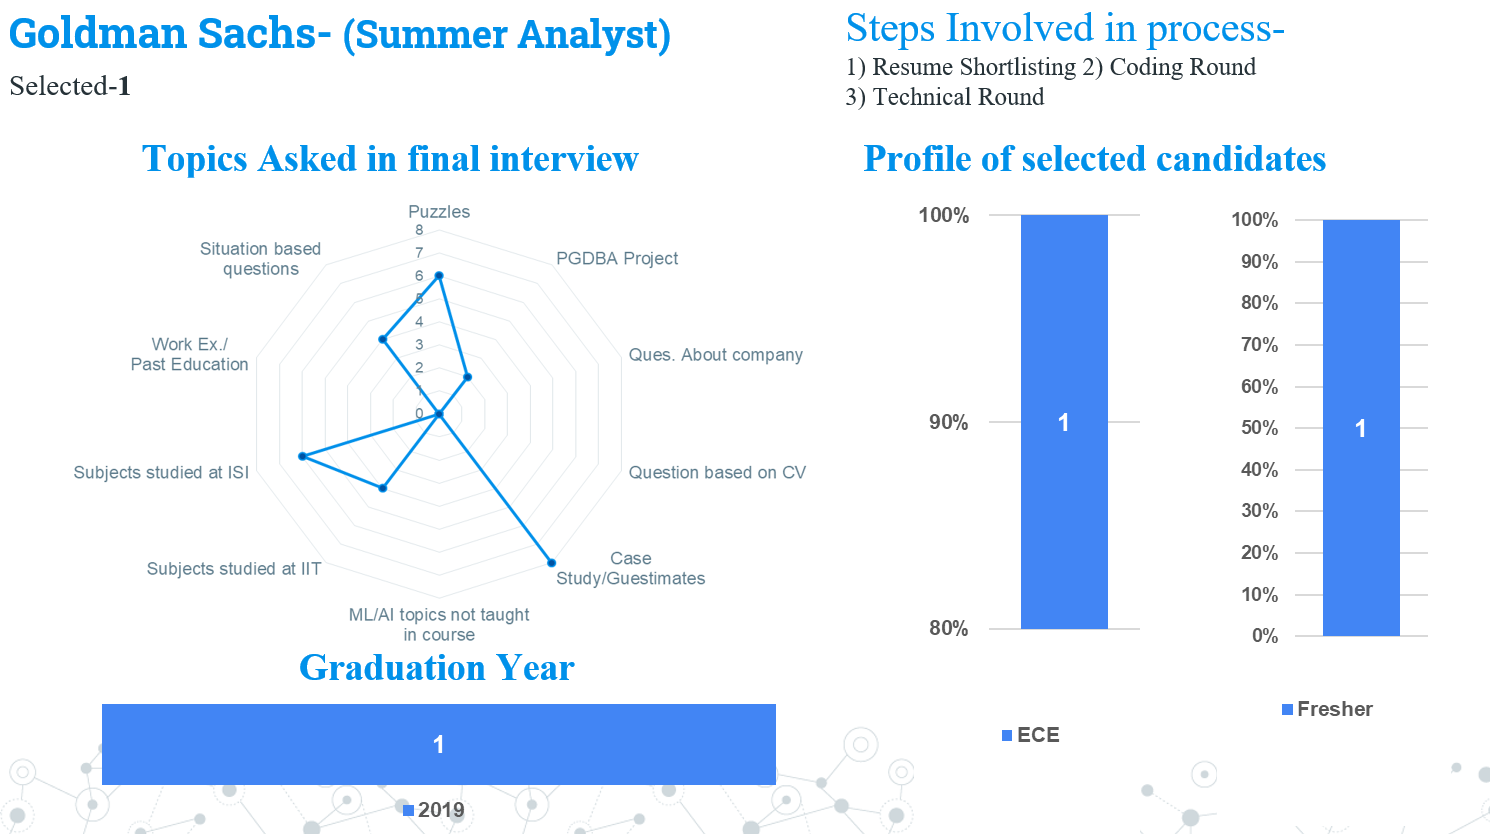 Goldman Sachs- (Summer Analyst)
Selected-1
Steps Involved in process-
1) Resume Shortlisting 2) Coding Round
3) Technical Round
Topics Asked in final interview
Puzzles
PGDBA Project
Ques. About company
Question based on CV
Case
Study/Guestimates
ML/AI topics not taught
in course
Subjects studied at IIT
Subjects studied at ISI
Work Ex./
Past Education
Situation based
questions
8
7
6
5
4
3
2
1
0
Profile of selected candidates
100%
90%
80%
1
ECE
100%
90%
80%
70%
60%
50%
40%
30%
20%
10%
0%
1
Fresher
Graduation Year
1
2019